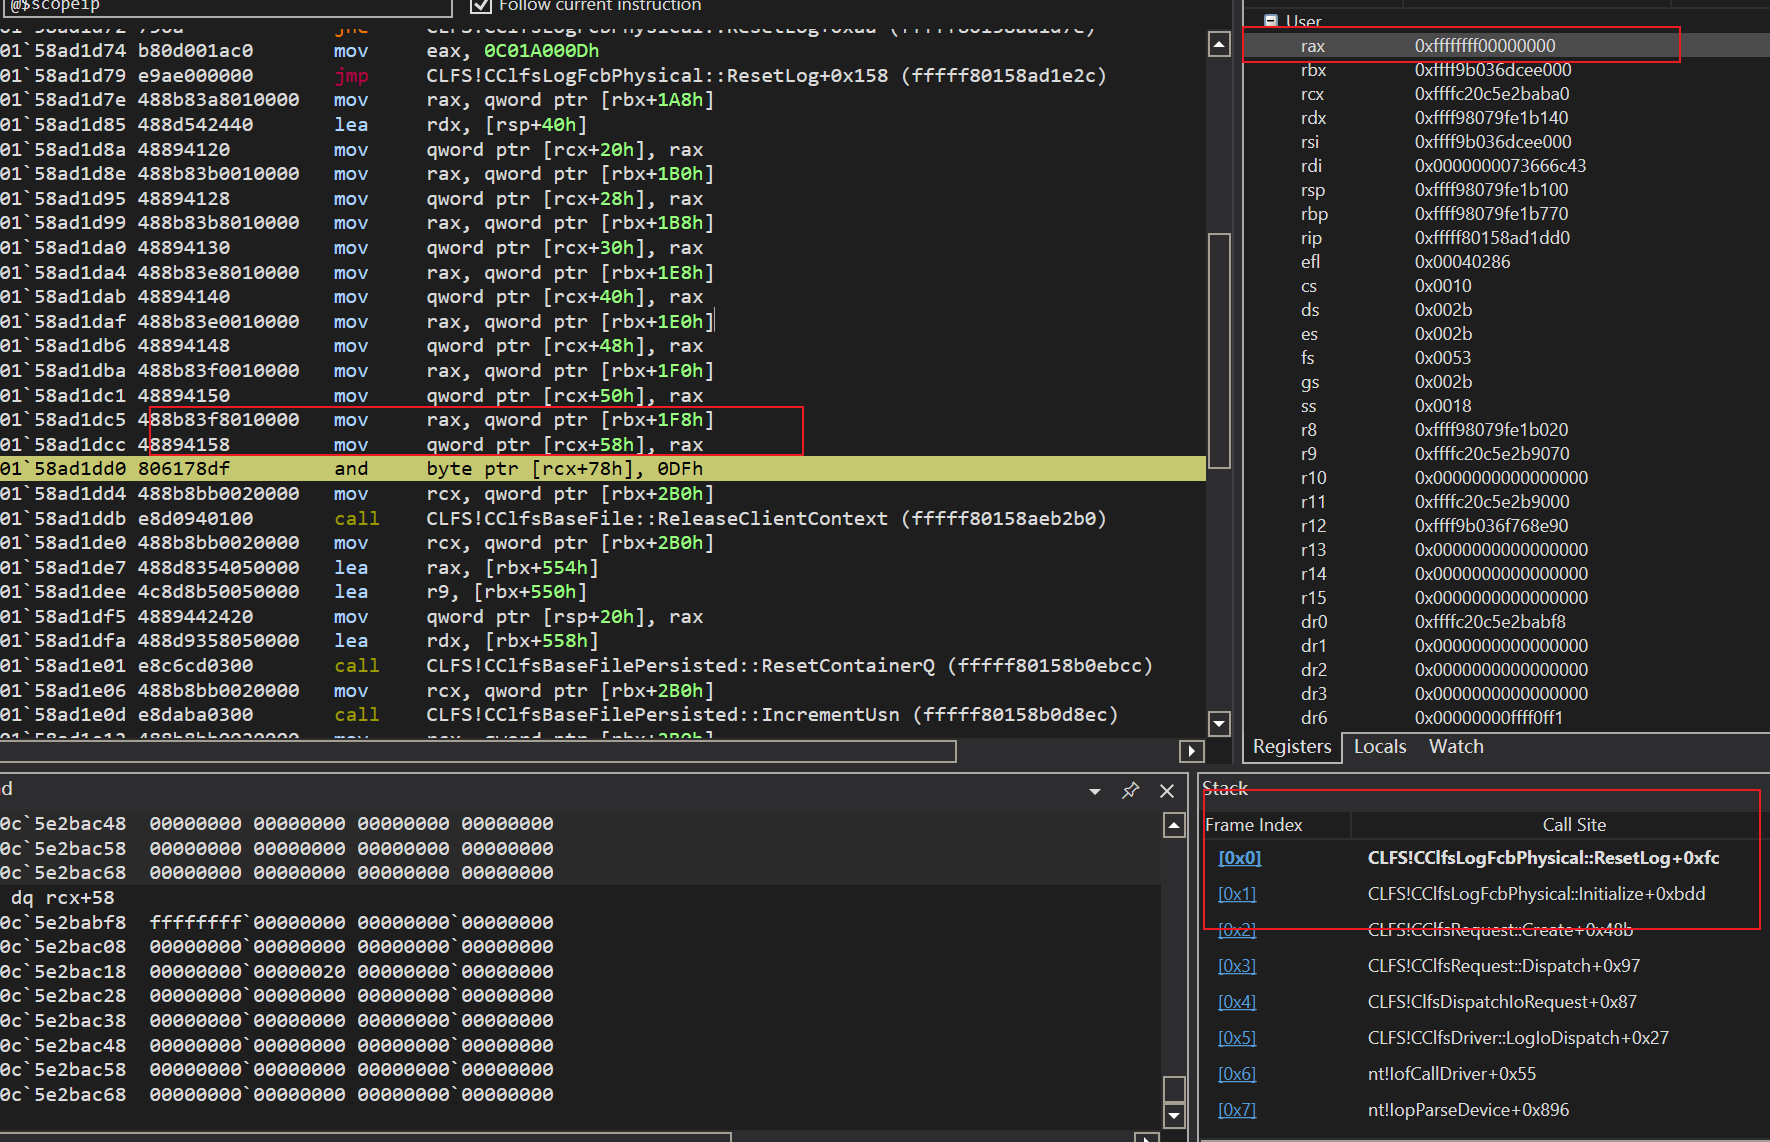 @$scopeip
Follow current instruction
01`58ad1d74 b80d001ac0 mov eax, 0C01A000Dh
01`58ad1d79 e9ae000000 jmp CLFS!CClfsLogFcbPhysical::ResetLog+0x158 (fffff80158ad1e2c)
01`58ad1d7e 488b83a8010000 mov rax, qword ptr [rbx+1A8h]
01`58ad1d85 488d542440 lea rdx, [rsp+40h]
01`58ad1d8a 48894120 mov qword ptr [rcx+20h], rax
01`58ad1d8e 488b83b0010000 mov rax, qword ptr [rbx+1B0h]
01`58ad1d95 48894128 mov qword ptr [rcx+28h], rax
01`58ad1d99 488b83b8010000 mov rax, qword ptr [rbx+1B8h]
01`58ad1da0 48894130 mov qword ptr [rcx+30h], rax
01`58ad1da4 488b83e8010000 mov rax, qword ptr [rbx+1E8h]
01`58ad1dab 48894140 mov qword ptr [rcx+40h], rax
01`58ad1daf 488b83e0010000 mov rax, qword ptr [rbx+1E0h]
01`58ad1db6 48894148 mov qword ptr [rcx+48h], rax
01`58ad1dba 488b83f0010000 mov rax, qword ptr [rbx+1F0h]
01`58ad1dc1 48894150 mov qword ptr [rcx+50h], rax
01`58ad1dc5 488b83f8010000 mov rax, qword ptr [rbx+1F8h]
01`58ad1dcc 48894158 mov qword ptr [rcx+58h], rax
01`58ad1dd0 806178df and byte ptr [rcx+78h], 0DFh
01`58ad1dd4 488b8bb0020000 mov rcx, qword ptr [rbx+2B0h]
01`58ad1ddb e8d0940100 call CLFS!CClfsBaseFile::ReleaseClientContext (fffff80158aeb2b0)
01`58ad1de0 488b8bb0020000 mov rcx, qword ptr [rbx+2B0h]
01`58ad1de7 488d8354050000 lea rax, [rbx+554h]
01`58ad1dee 4c8d8b50050000 lea r9, [rbx+550h]
01`58ad1df5 4889442420 mov qword ptr [rsp+20h], rax
01`58ad1dfa 488d9358050000 lea rdx, [rbx+558h]
01`58ad1e01 e8c6cd0300 call CLFS!CClfsBaseFilePersisted::ResetContainerQ (fffff80158b0ebcc)
01`58ad1e06 488b8bb0020000 mov rcx, qword ptr [rbx+2B0h]
01`58ad1e0d e8daba0300 call CLFS!CClfsBaseFilePersisted::IncrementUsn (fffff80158b0d8ec)
User
rax 0xffffffff00000000
rbx 0xffff9b036dcee000
rcx 0xffffc20c5e2baba0
rdx 0xffff98079fe1b140
rsi 0xffff9b036dcee000
rdi 0x0000000073666c43
rsp 0xffff98079fe1b100
rbp 0xffff98079fe1b770
rip 0xfffff80158ad1dd0
efl 0x00040286
cs 0x0010
ds 0x002b
es 0x002b
fs 0x0053
gs 0x002b
ss 0x0018
r8 0xffff98079fe1b020
r9 0xffffc20c5e2b9070
r10 0x0000000000000000
r11 0xffffc20c5e2b9000
r12 0xffff9b036f768e90
r13 0x0000000000000000
r14 0x0000000000000000
r15 0x0000000000000000
dr0 0xffffc20c5e2babf8
dr1 0x0000000000000000
dr2 0x0000000000000000
dr3 0x0000000000000000
dr6 0x00000000ffff0ff1
Registers Locals Watch
d
0c`5e2bac48 00000000 00000000 00000000 00000000
0c`5e2bac58 00000000 00000000 00000000 00000000
0c`5e2bac68 00000000 00000000 00000000 00000000
dq rcx+58
0c`5e2babf8 ffffffff`00000000 00000000`00000000
0c`5e2bac08 00000000`00000000 00000000`00000000
0c`5e2bac18 00000000`00000020 00000000`00000000
0c`5e2bac28 00000000`00000000 00000000`00000000
0c`5e2bac38 00000000`00000000 00000000`00000000
0c`5e2bac48 00000000`00000000 00000000`00000000
0c`5e2bac58 00000000`00000000 00000000`00000000
0c`5e2bac68 00000000`00000000 00000000`00000000
Stack
Frame Index Call Site
[0x0] CLFS!CClfsLogFcbPhysical::ResetLog+0xfc
[0x1] CLFS!CClfsLogFcbPhysical::Initialize+0xbdd
[0x2] CLFS!CClfsRequest::Create+0x48b
[0x3] CLFS!CClfsRequest::Dispatch+0x97
[0x4] CLFS!ClfsDispatchIoRequest+0x87
[0x5] CLFS!CClfsDriver::LogIoDispatch+0x27
[0x6] nt!IofCallDriver+0x55
[0x7] nt!IopParseDevice+0x896